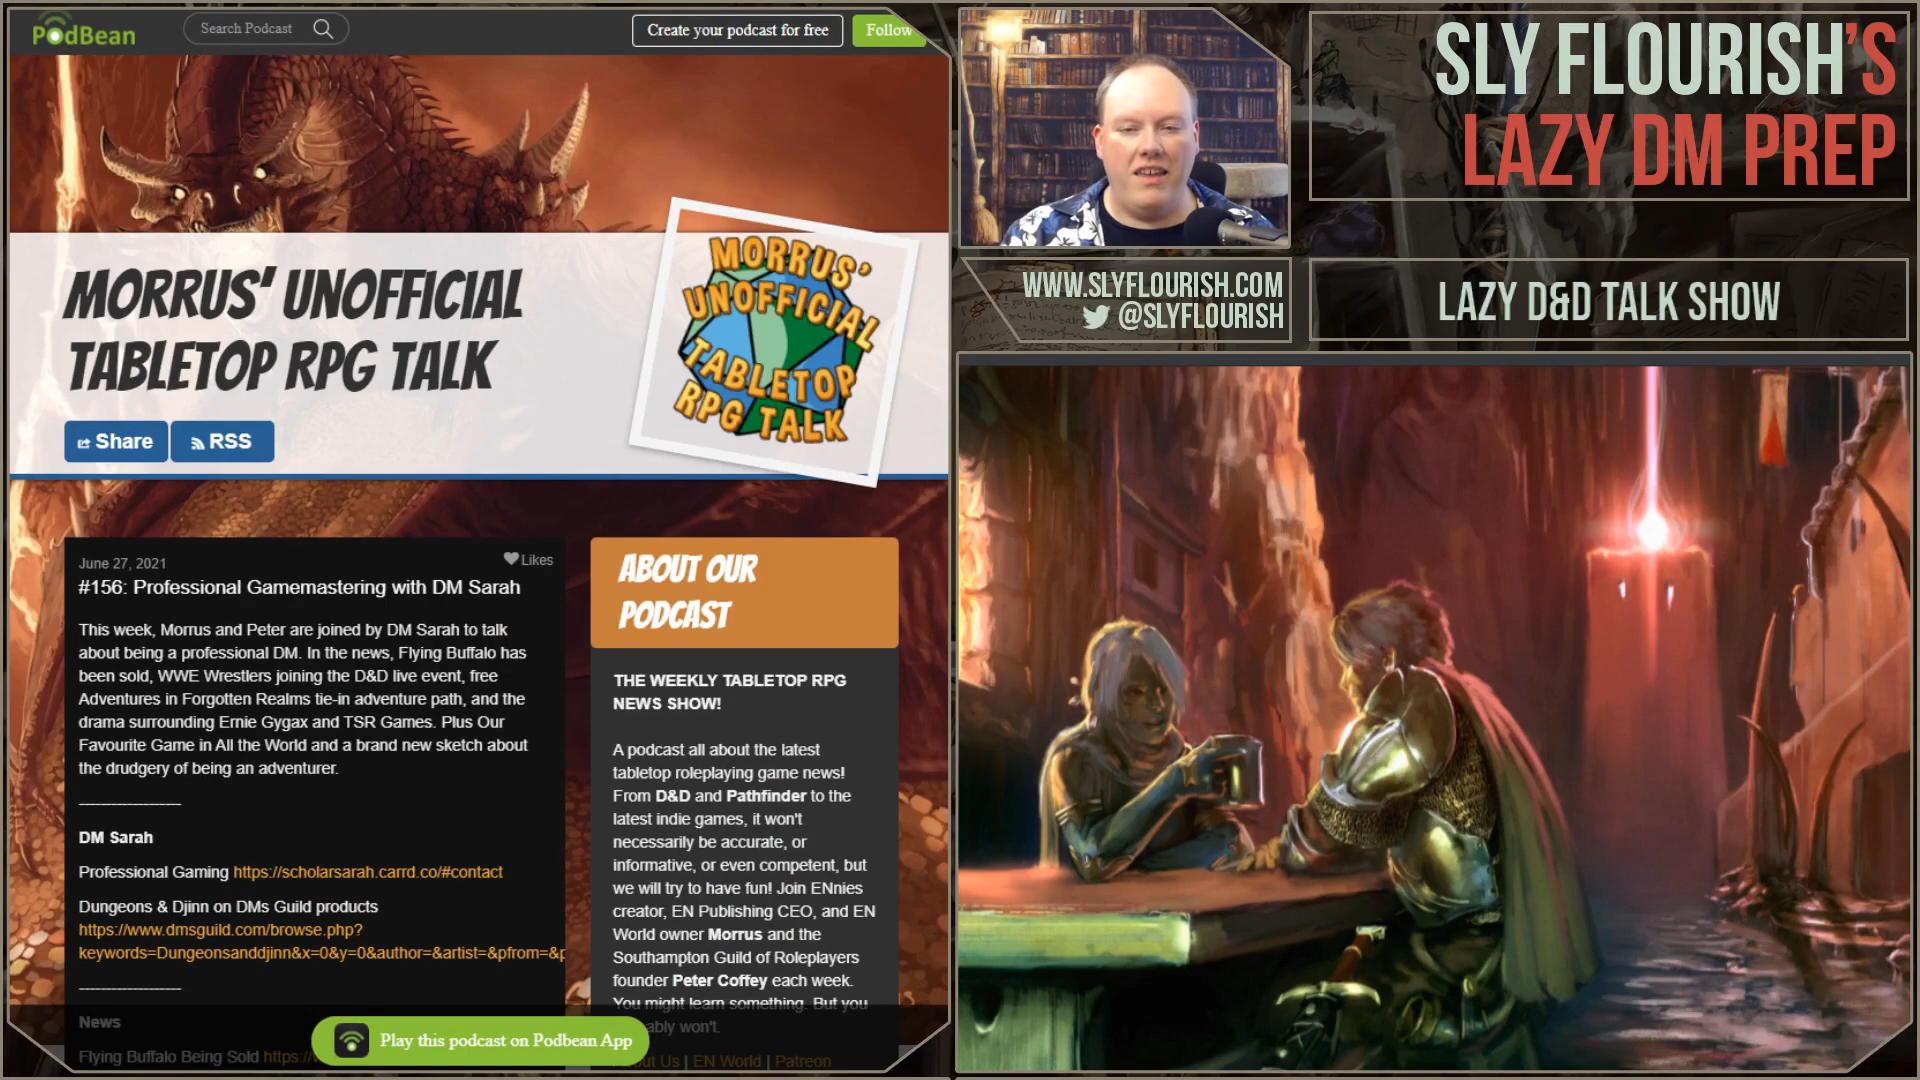 PodBean
Search Podcast
Create your podcast for free
Follow
MORRUS' UNOFFICIAL
TABLETOP RPG TALK
Share
RSS
MORRUS'
UNOFFICIAL
TABLETOP
RPG TALK
June 27, 2021
Likes
#156: Professional Gamemastering with DM Sarah
This week, Morrus and Peter are joined by DM Sarah to talk
about being a professional DM. In the news, Flying Buffalo has
been sold, WWE Wrestlers joining the D&D live event, free
Adventures in Forgotten Realms tie-in adventure path, and the
drama surrounding Ernie Gygax and TSR Games. Plus Our
Favourite Game in All the World and a brand new sketch about
the drudgery of being an adventurer.
--------------------
DM Sarah
Professional Gaming https://scholarsarah.carrd.co/#contact
Dungeons & Djinn on DMs Guild products
https://www.dmsguild.com/browse.php?
keywords=Dungeonsanddjinn&x=0&y=0&author=&artist=&pfrom=&p
--------------------
News
Flying Buffalo Being Sold https:/
ABOUT OUR
PODCAST
THE WEEKLY TABLETOP RPG
NEWS SHOW!
A podcast all about the latest
tabletop roleplaying game news!
From D&D and Pathfinder to the
latest indie games, it won't
necessarily be accurate, or
informative, or even competent, but
we will try to have fun! Join ENnies
creator, EN Publishing CEO, and EN
World owner Morrus and the
Southampton Guild of Roleplayers
founder Peter Coffey each week.
You might learn something. But you
ably won't.
out Us | EN World | Patreon
Play this podcast on Podbean App
SLY FLOURISH'S
LAZY DM PREP
WWW.SLYFLOURISH.COM
@SLYFLOURISH
LAZY D&D TALK SHOW